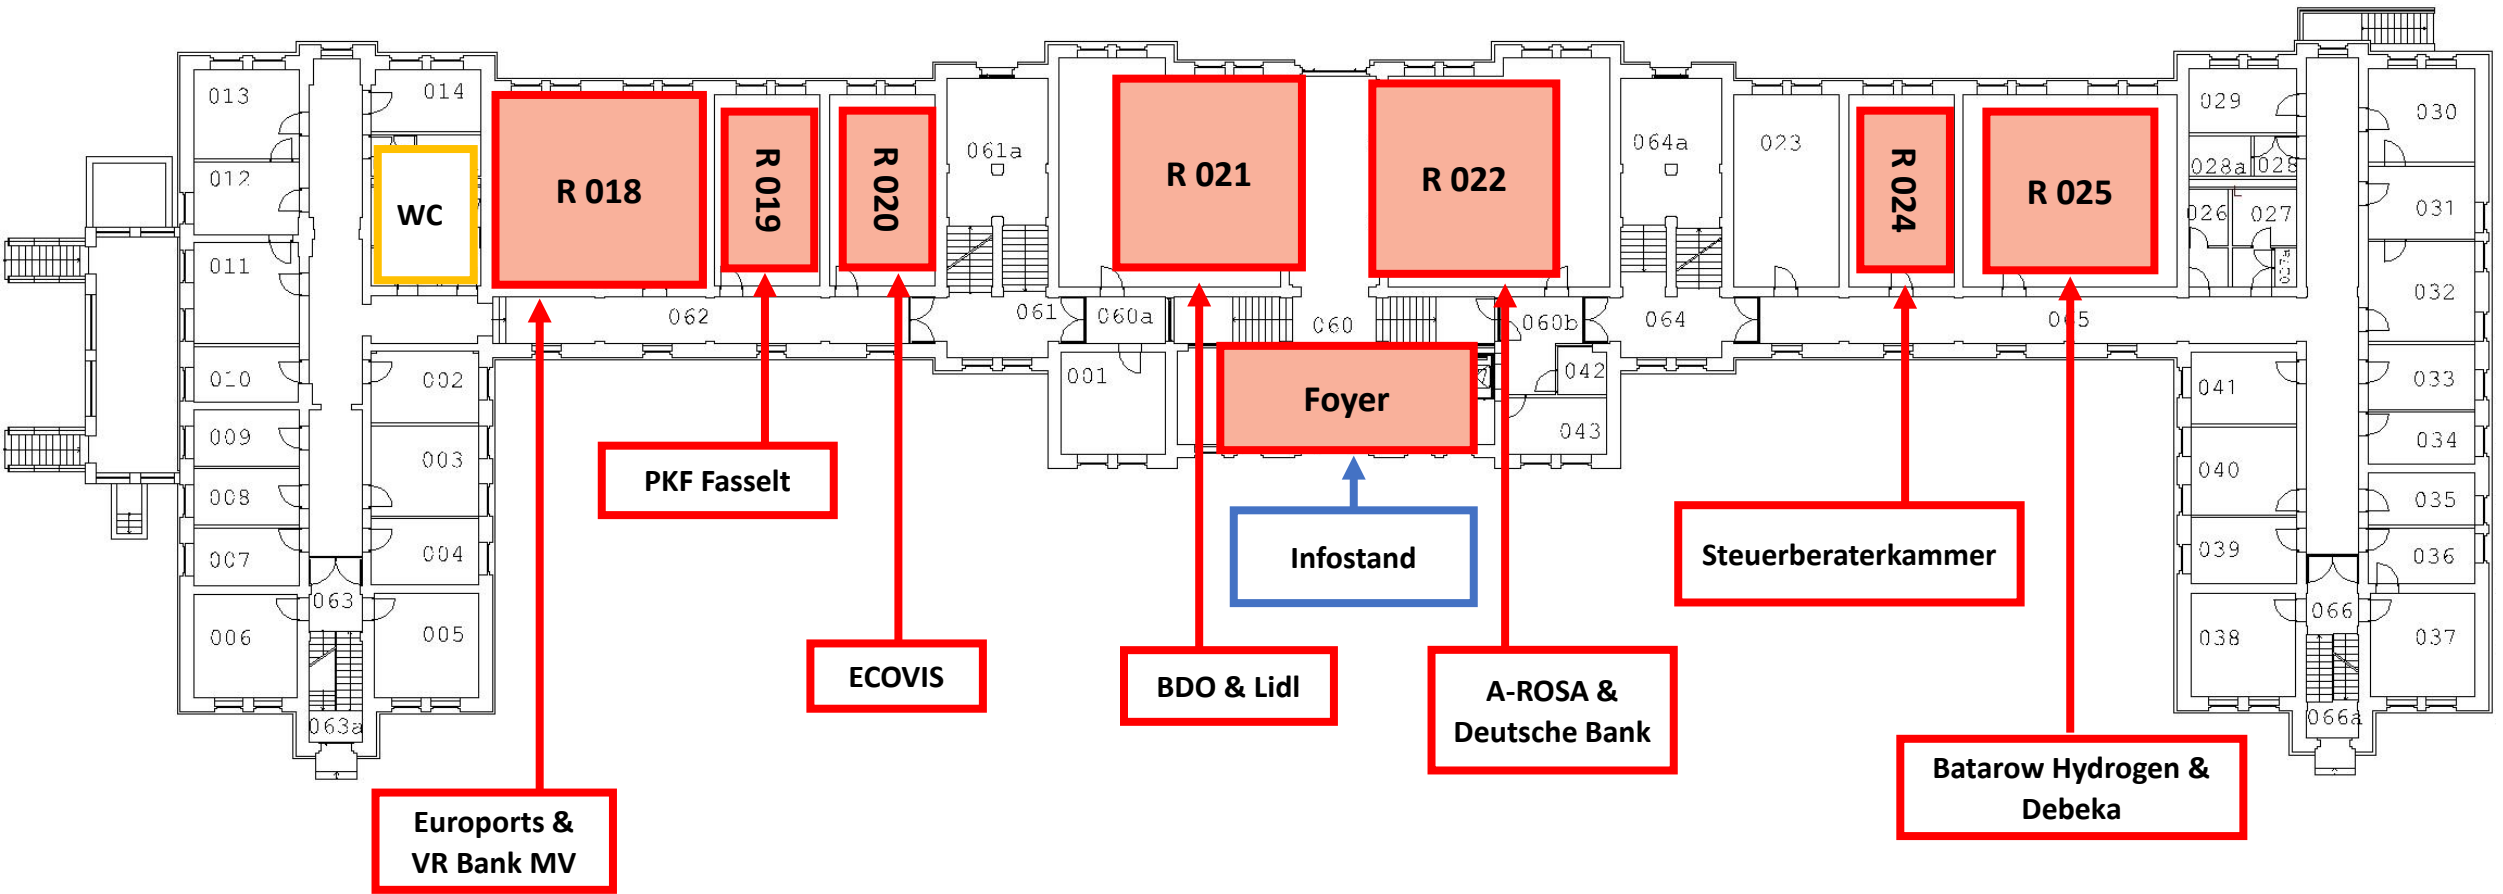 013
014
012
011
010
009
008
007
006
002
003
004
005
063
063a
WC
R 018
R 019
R 020
062
061a
061
060a
R 021
060
R 022
060b
064a
064
023
R 024
R 025
065
029
028a
028
026
027
027a
030
031
032
033
034
035
036
037
041
040
039
038
066
066a
001
Foyer
042
043
PKF Fasselt
Infostand
Steuerberaterkammer
ECOVIS
BDO & Lidl
A-ROSA &
Deutsche Bank
Batarow Hydrogen &
Debeka
Euroports &
VR Bank MV